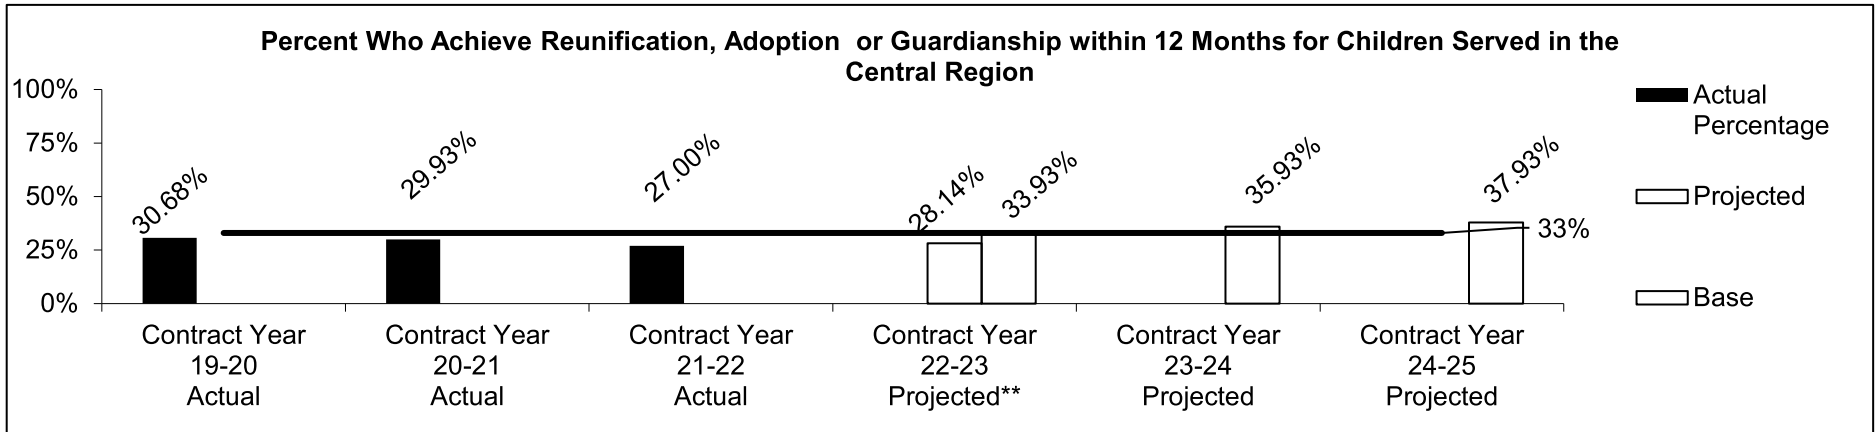 Percent Who Achieve Reunification, Adoption  or Guardianship within 12 Months for Children Served in the
Central Region
100%
75%
50%
25%
0%
30.68%
29.93%
27.00%
28.14%
33.93%
35.93%
37.93%
33%
Contract Year
19-20
Actual
Contract Year
20-21
Actual
Contract Year
21-22
Actual
Contract Year
22-23
Projected**
Contract Year
23-24
Projected
Contract Year
24-25
Projected
Actual
Percentage
Projected
Base